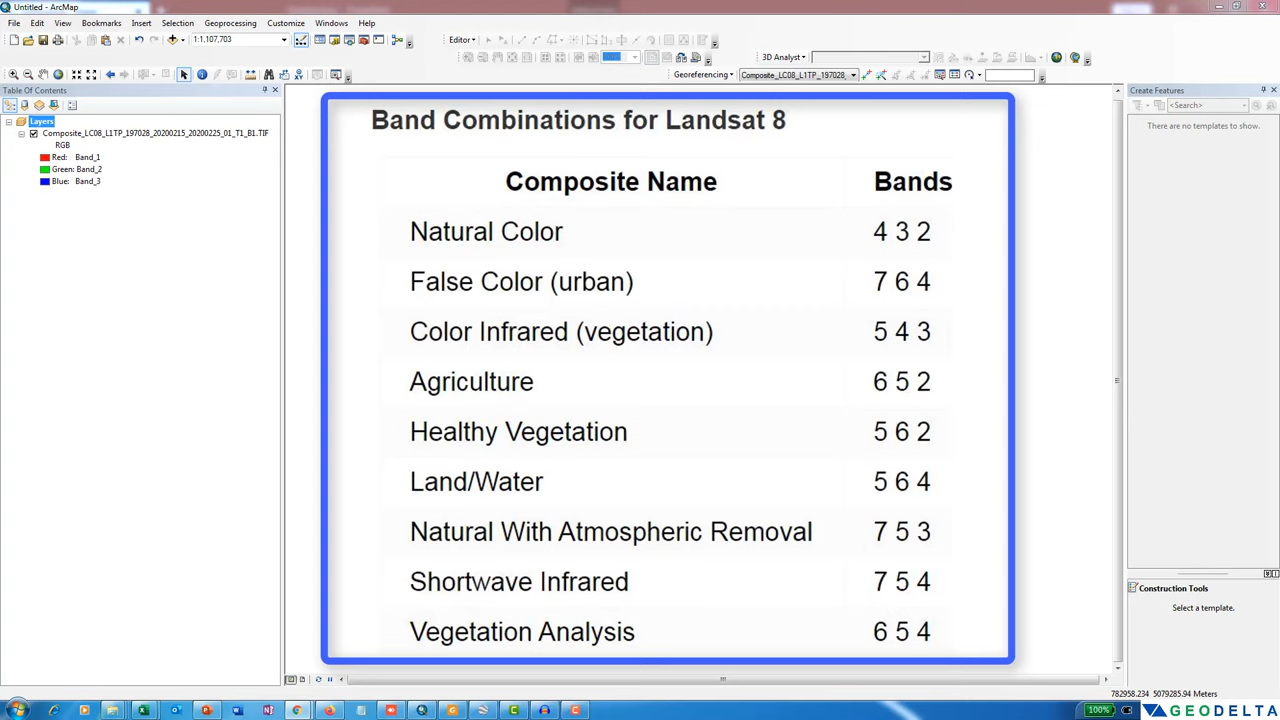 Untitled - ArcMap
File Edit View Bookmarks Insert Selection Geoprocessing Customize Windows Help
1:1,107,703
Editor
3D Analyst
Georeferencing Composite_LC08_L1TP_197028_
Table Of Contents
Layers
Composite_LC08_L1TP_197028_20200215_20200225_01_T1_B1.TIF
RGB
Red: Band_1
Green: Band_2
Blue: Band_3
Band Combinations for Landsat 8
Composite Name Bands
Natural Color 4 3 2
False Color (urban) 7 6 4
Color Infrared (vegetation) 5 4 3
Agriculture 6 5 2
Healthy Vegetation 5 6 2
Land/Water 5 6 4
Natural With Atmospheric Removal 7 5 3
Shortwave Infrared 7 5 4
Vegetation Analysis 6 5 4
Create Features
<Search>
There are no templates to show.
Construction Tools
Select a template.
782958.234 5079285.94 Meters
100%
GEODELTA